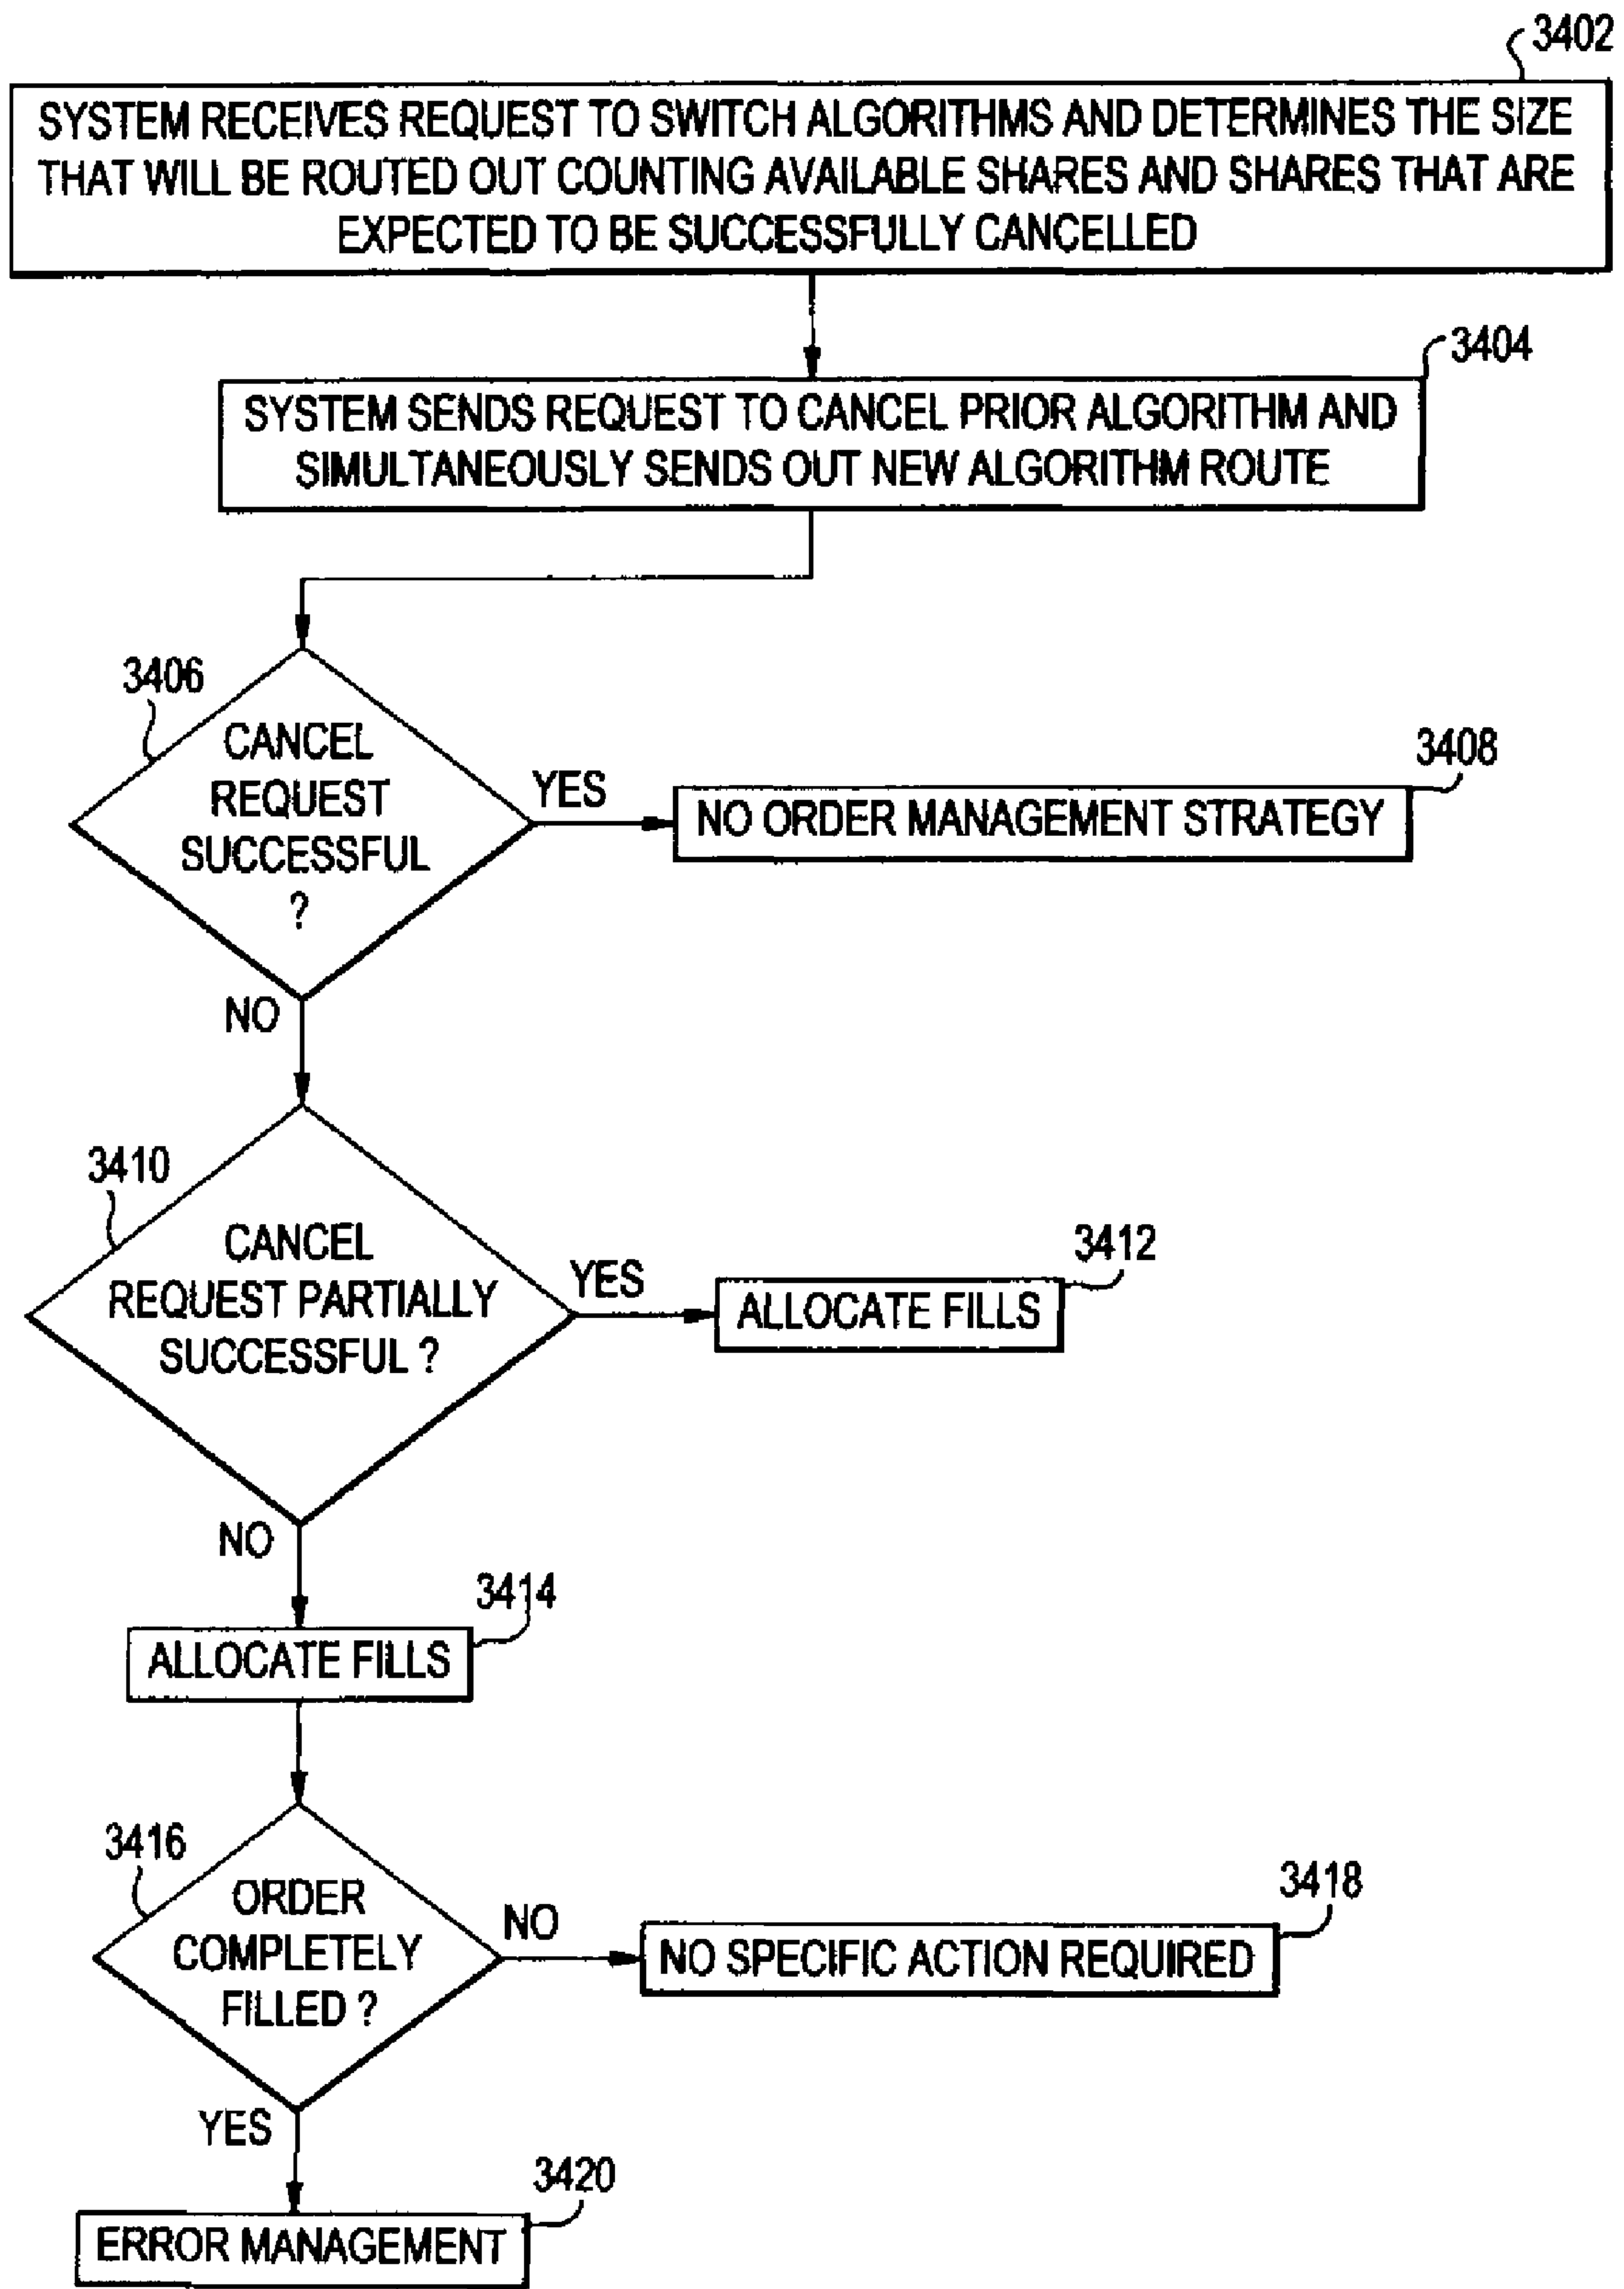 3402
SYSTEM RECEIVES REQUEST TO SWITCH ALGORITHMS AND DETERMINES THE SIZE
THAT WILL BE ROUTED OUT COUNTING AVAILABLE SHARES AND SHARES THAT ARE
EXPECTED TO BE SUCCESSFULLY CANCELLED
3404
SYSTEM SENDS REQUEST TO CANCEL PRIOR ALGORITHM AND
SIMULTANEOUSLY SENDS OUT NEW ALGORITHM ROUTE
3406
CANCEL
REQUEST
SUCCESSFUL
?
YES
3408
NO ORDER MANAGEMENT STRATEGY
NO
3410
CANCEL
REQUEST PARTIALLY
SUCCESSFUL ?
YES
3412
ALLOCATE FILLS
NO
3414
ALLOCATE FILLS
3416
ORDER
COMPLETELY
FILLED ?
NO
3418
NO SPECIFIC ACTION REQUIRED
YES
3420
ERROR MANAGEMENT